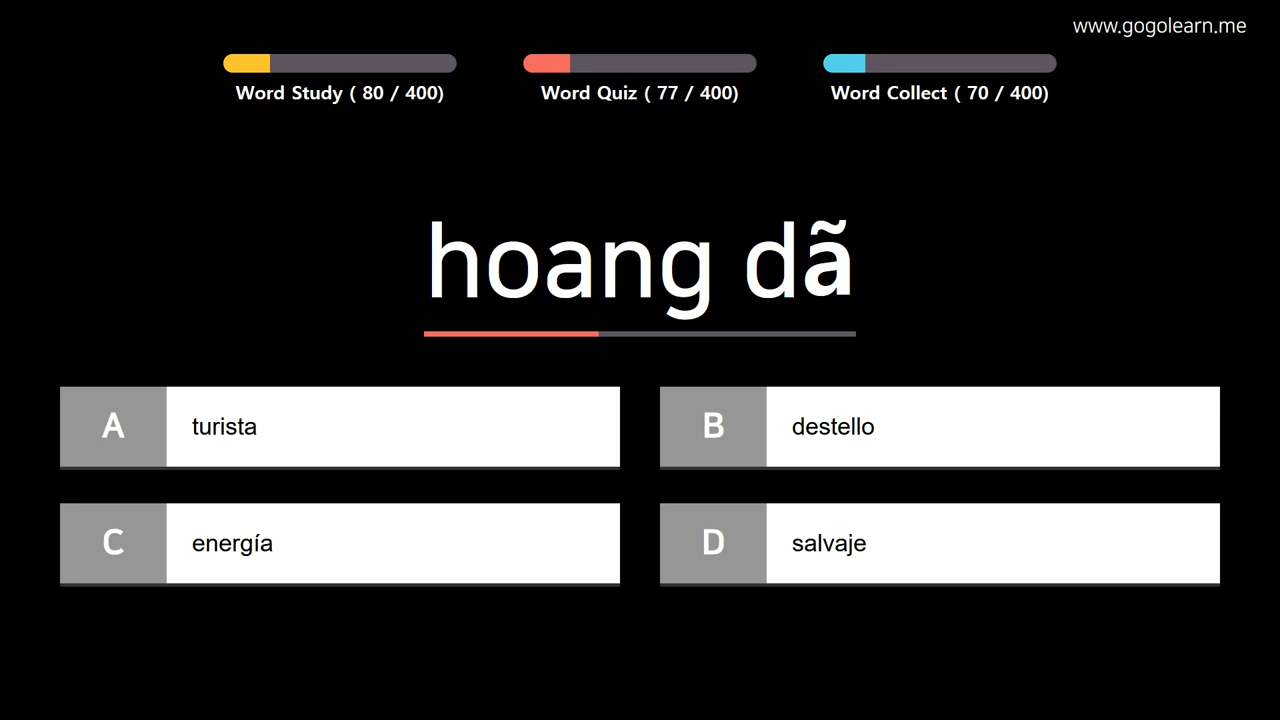 www.gogolearn.me
Word Study ( 80 / 400)
Word Quiz ( 77 / 400)
Word Collect ( 70 / 400)
hoang dã
A turista
B destello
C energía
D salvaje